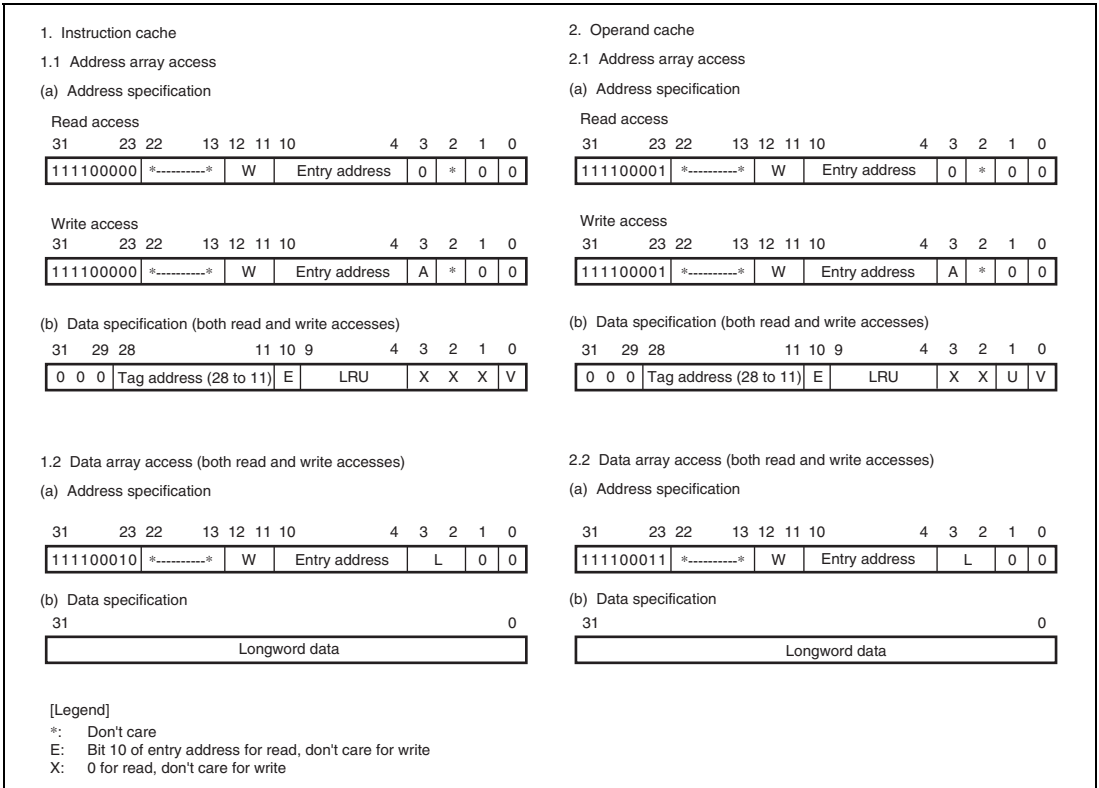 1. Instruction cache
1.1 Address array access
(a) Address specification
Read access
31 23 22 13 12 11 10 4 3 2 1 0
111100000 *----------* W Entry address 0 * 0 0
Write access
31 23 22 13 12 11 10 4 3 2 1 0
111100000 *----------* W Entry address A * 0 0
(b) Data specification (both read and write accesses)
31 29 28 11 10 9 4 3 2 1 0
0 0 0 Tag address (28 to 11) E LRU X X X V
1.2 Data array access (both read and write accesses)
(a) Address specification
31 23 22 13 12 11 10 4 3 2 1 0
111100010 *----------* W Entry address L 0 0
(b) Data specification
31 0
Longword data
2. Operand cache
2.1 Address array access
(a) Address specification
Read access
31 23 22 13 12 11 10 4 3 2 1 0
111100001 *----------* W Entry address 0 * 0 0
Write access
31 23 22 13 12 11 10 4 3 2 1 0
111100001 *----------* W Entry address A * 0 0
(b) Data specification (both read and write accesses)
31 29 28 11 10 9 4 3 2 1 0
0 0 0 Tag address (28 to 11) E LRU X X U V
2.2 Data array access (both read and write accesses)
(a) Address specification
31 23 22 13 12 11 10 4 3 2 1 0
111100011 *----------* W Entry address L 0 0
(b) Data specification
31 0
Longword data
[Legend]
*: Don't care
E: Bit 10 of entry address for read, don't care for write
X: 0 for read, don't care for write